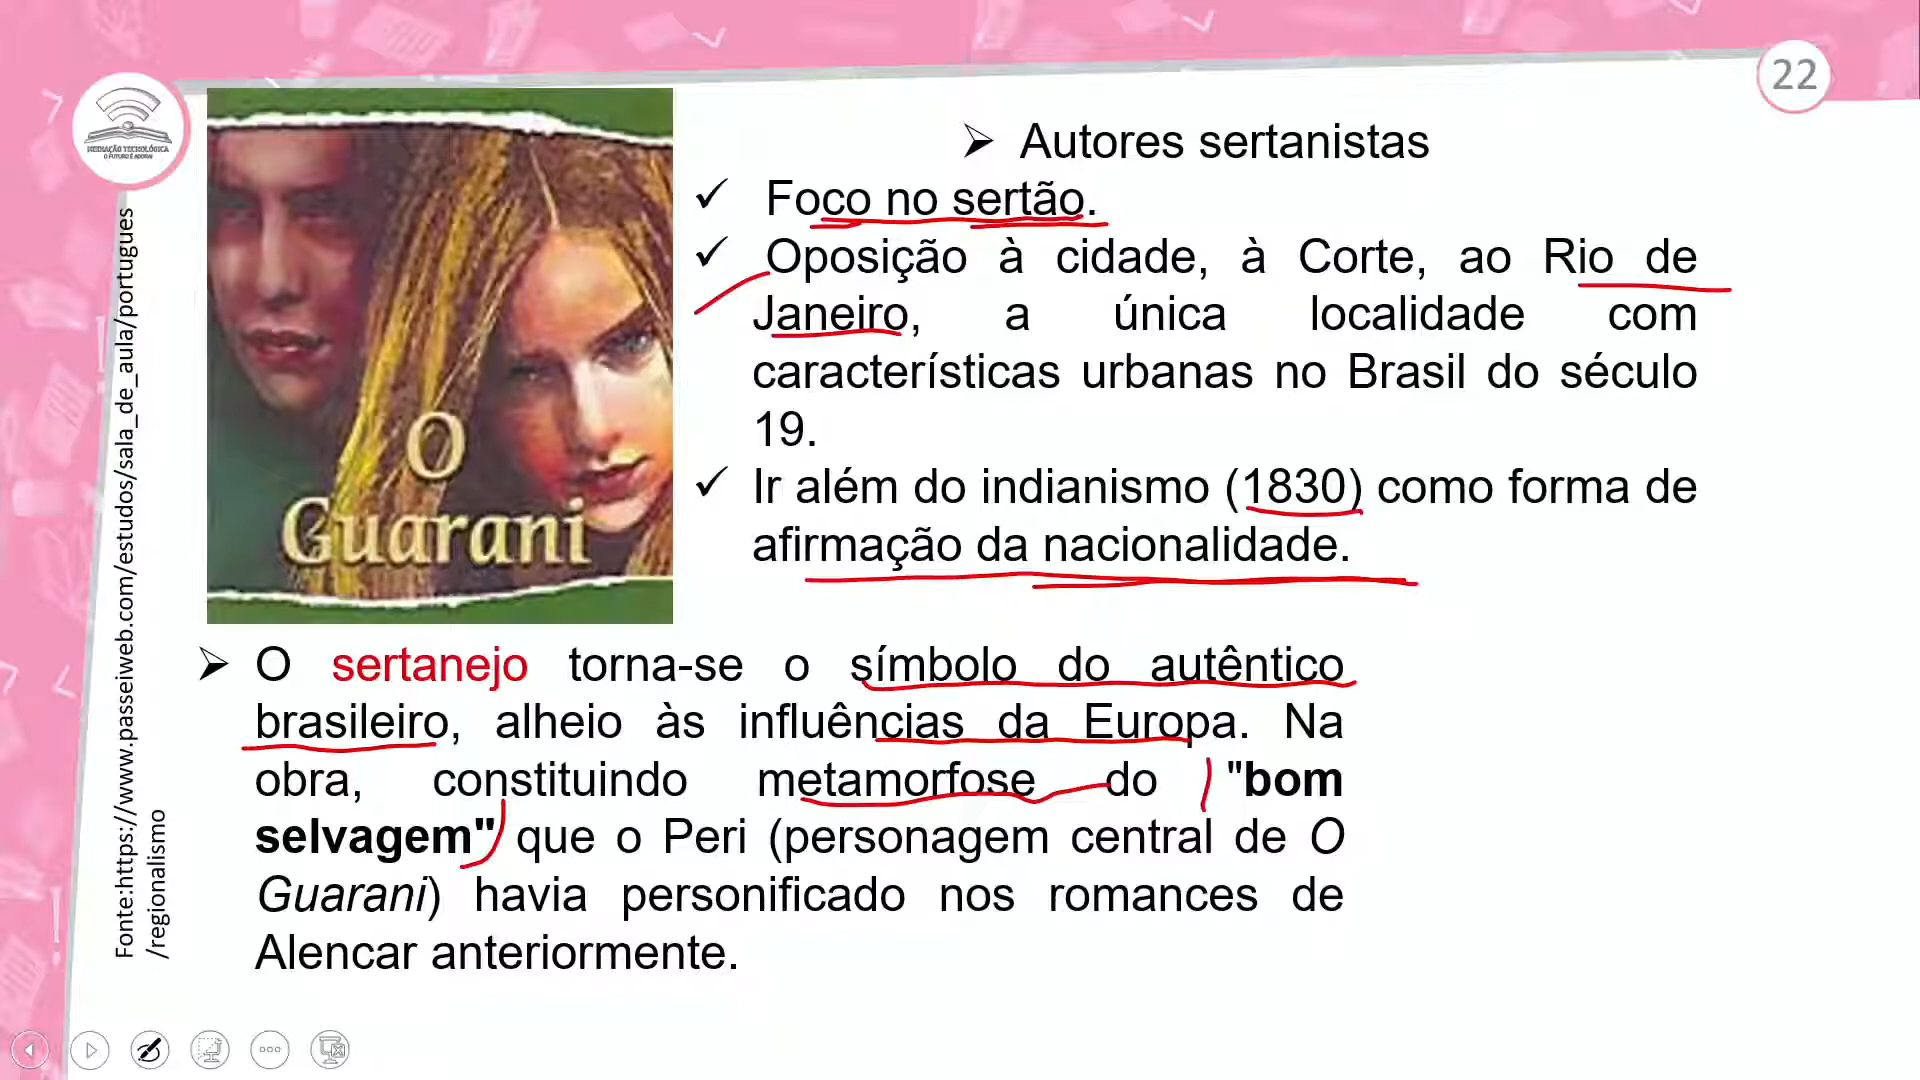 22
MEDIAÇÃO TECNOLÓGICA
O FUTURO É AGORA!
➢ Autores sertanistas
✓ Foco no sertão.
✓ Oposição à cidade, à Corte, ao Rio de
Janeiro, a única localidade com
características urbanas no Brasil do século
19.
✓ Ir além do indianismo (1830) como forma de
afirmação da nacionalidade.
O
Guarani
➢ O sertanejo torna-se o símbolo do autêntico
brasileiro, alheio às influências da Europa. Na
obra, constituindo metamorfose do "bom
selvagem" que o Peri (personagem central de O
Guarani) havia personificado nos romances de
Alencar anteriormente.
Fonte:https://www.passeiweb.com/estudos/sala_de_aula/portugues
/regionalismo